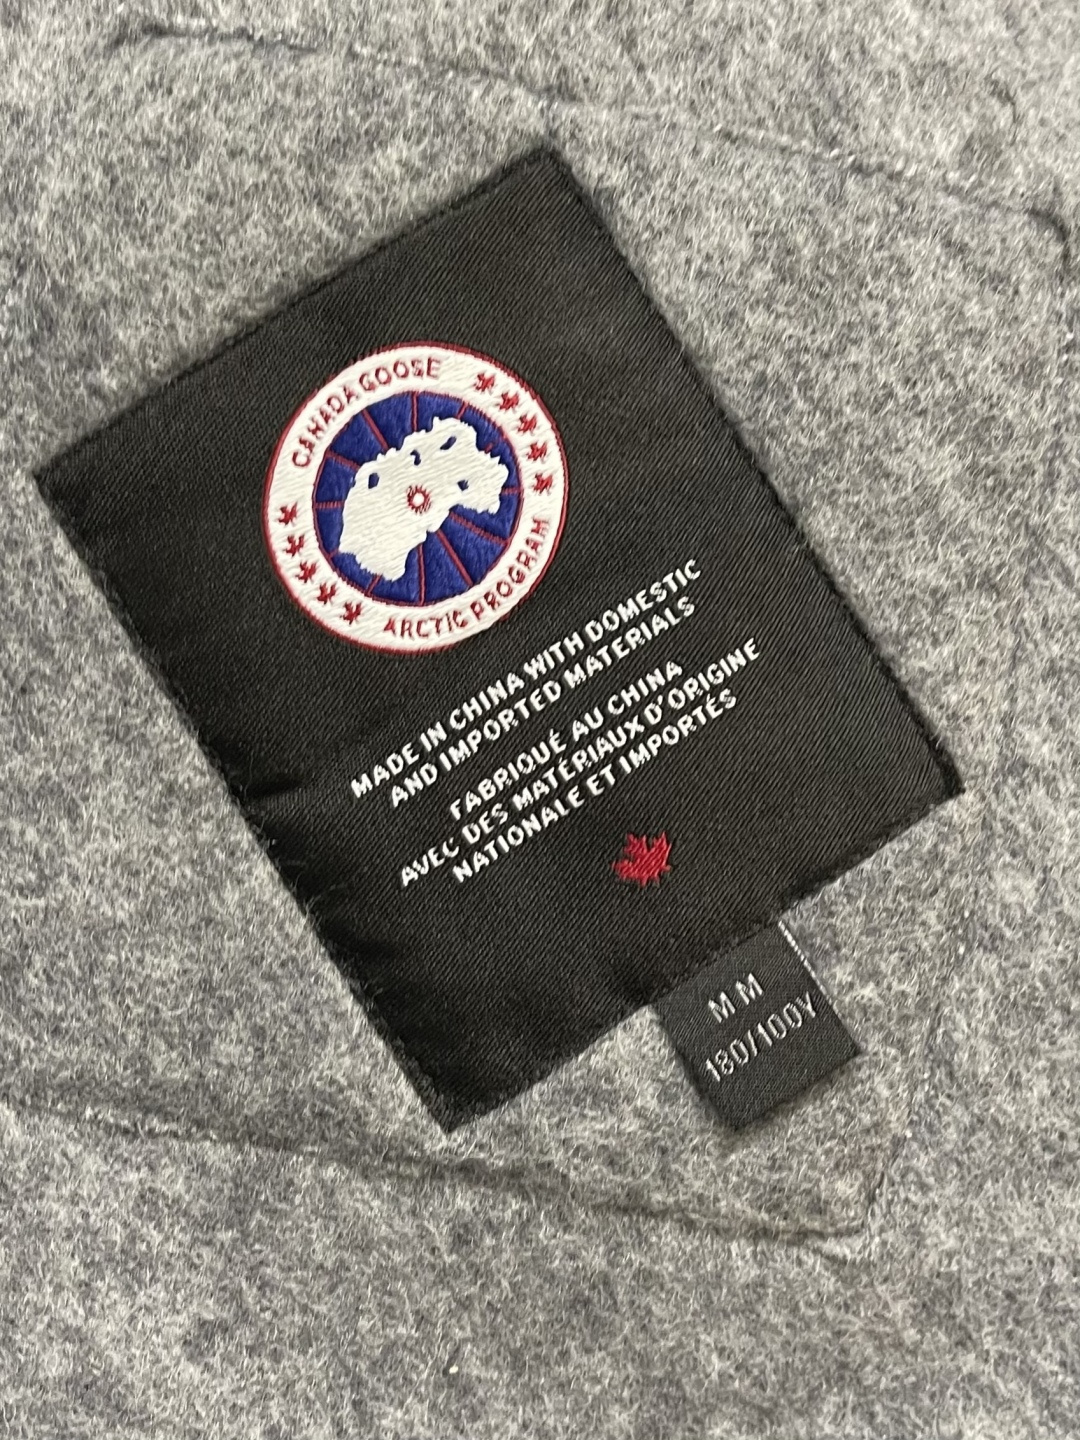 CANADA GOOSE
ARCTIC PROGRAM
MADE IN CHINA WITH DOMESTIC
AND IMPORTED MATERIALS
FABRIQUÉ AU CHINA
AVEC DES MATÉRIAUX D'ORIGINE
NATIONALE ET IMPORTÉS
M M
180/100Y